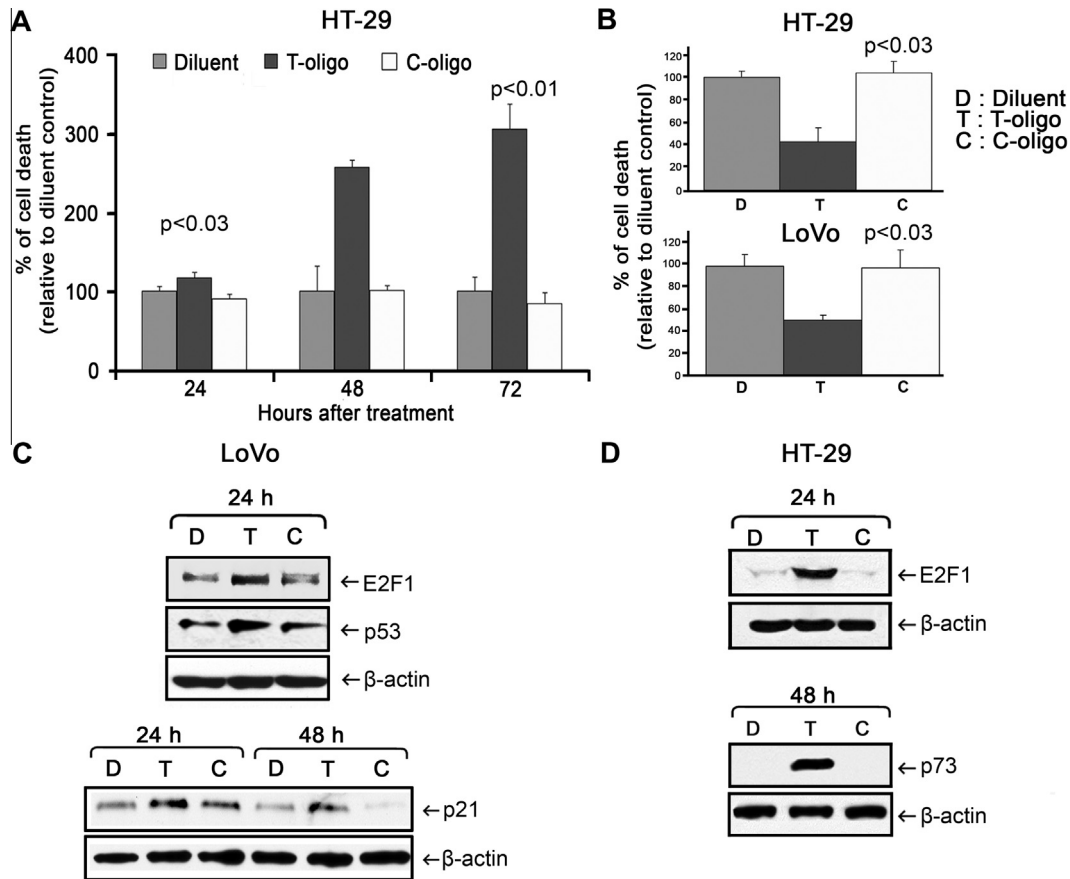 A
HT-29
Diluent T-oligo C-oligo
% of cell death
(relative to diluent control)
400
300
200
100
0
p<0.03
p<0.01
24 48 72
Hours after treatment
B
HT-29
p<0.03
% of cell death
(relative to diluent control)
120
100
80
60
40
20
0
D T C
LoVo
p<0.03
120
100
80
60
40
20
0
D T C
D : Diluent
T : T-oligo
C : C-oligo
C
LoVo
24 h
D T C
←E2F1
←p53
←β-actin
24 h 48 h
D T C D T C
←p21
←β-actin
D
HT-29
24 h
D T C
←E2F1
←β-actin
48 h
D T C
←p73
←β-actin